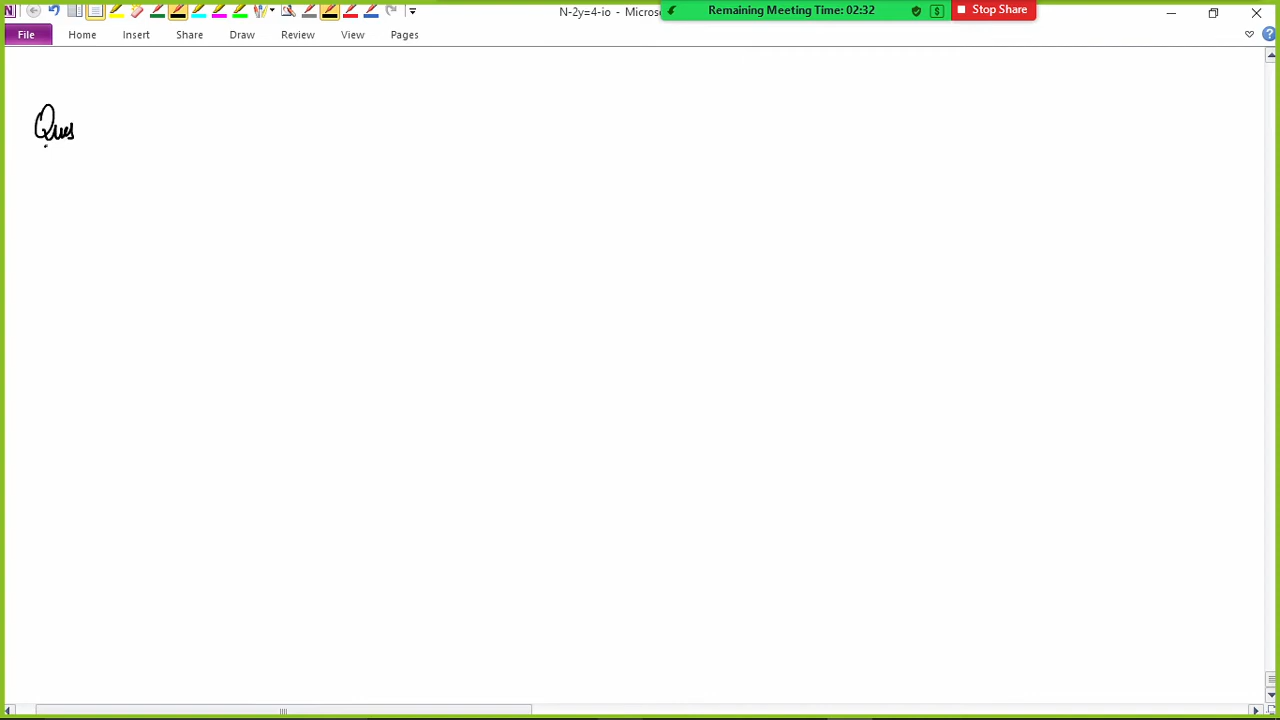 N-2y=4-io - Micros
Remaining Meeting Time: 02:32
$
Stop Share
File Home Insert Share Draw Review View Pages
?
Ques